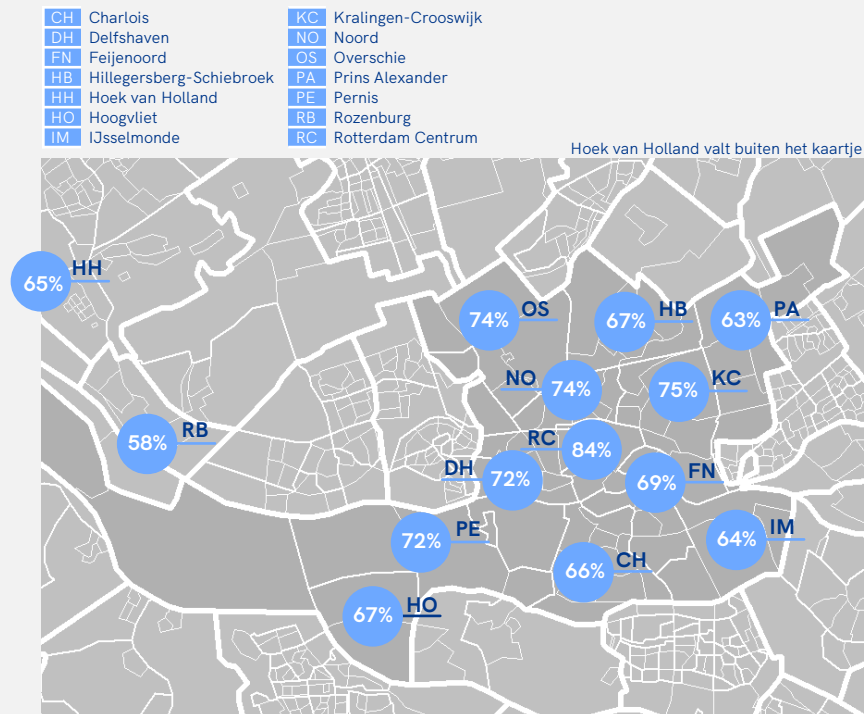 CH Charlois
DH Delfshaven
FN Feijenoord
HB Hillegersberg-Schiebroek
HH Hoek van Holland
HO Hoogvliet
IM IJsselmonde
KC Kralingen-Crooswijk
NO Noord
OS Overschie
PA Prins Alexander
PE Pernis
RB Rozenburg
RC Rotterdam Centrum
Hoek van Holland valt buiten het kaartje
65% HH
74% OS
67% HB
63% PA
NO 74%
75% KC
58% RB
RC 84%
DH 72%
69% FN
72% PE
64% IM
66% CH
67% HO